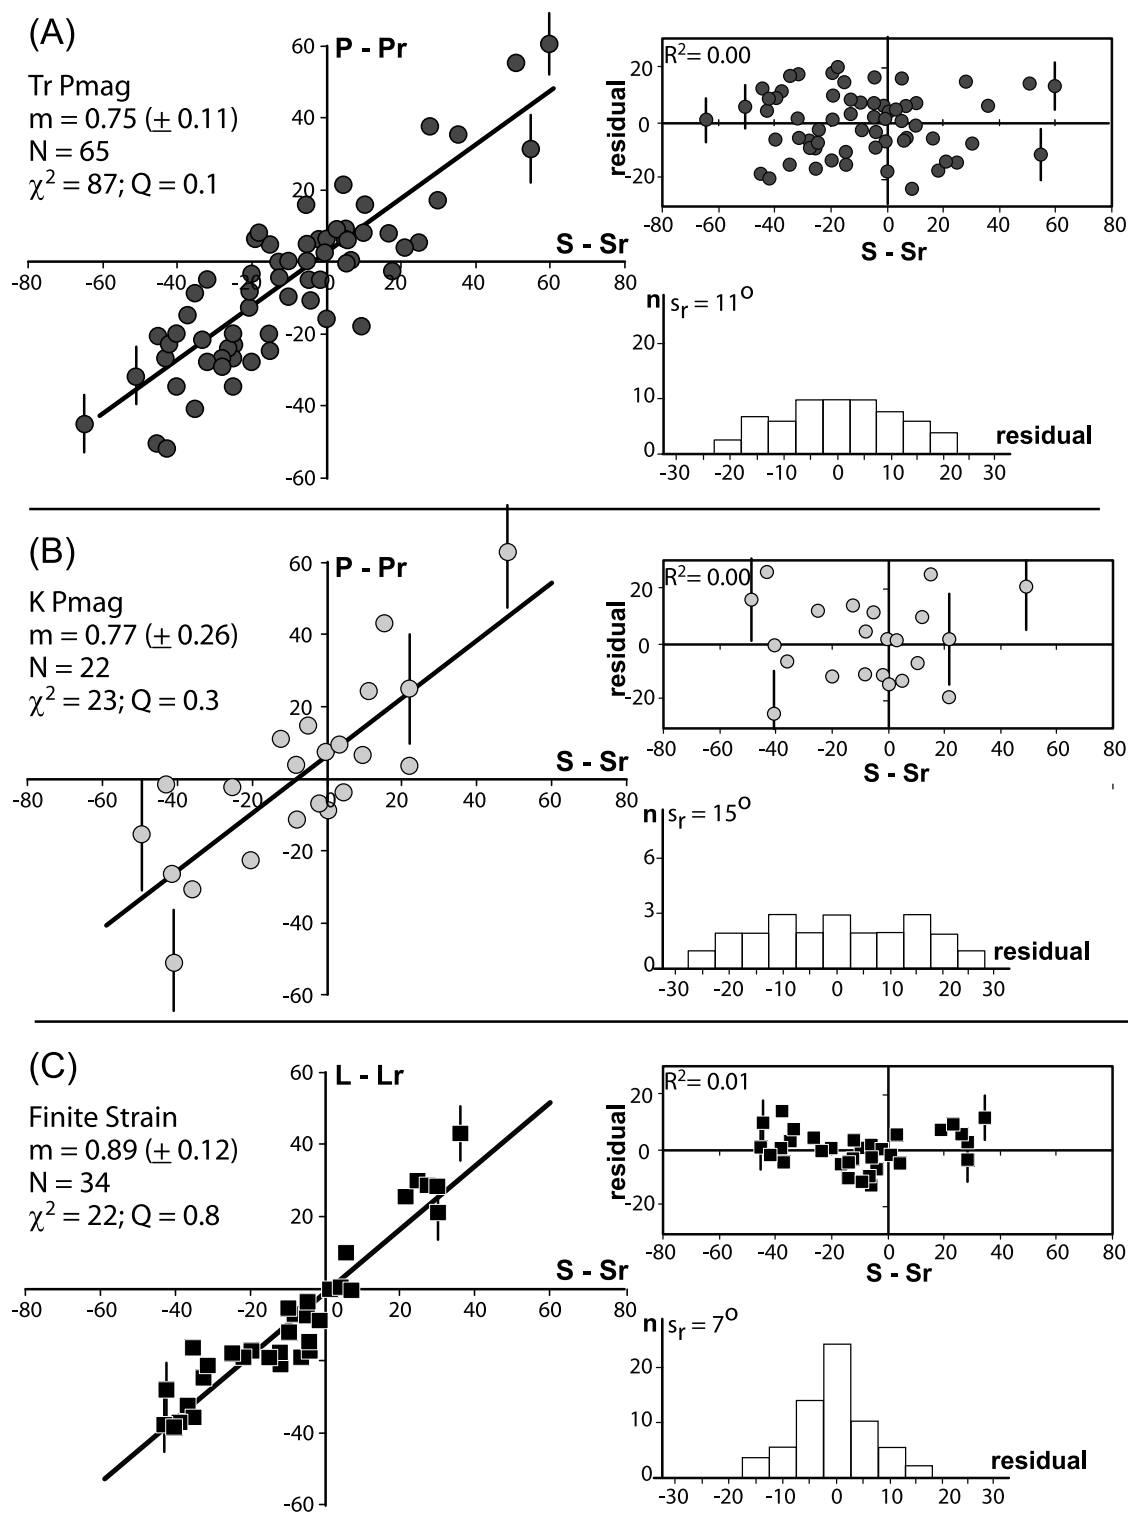 (A)
Tr Pmag
m = 0.75 (± 0.11)
N = 65
χ² = 87; Q = 0.1
P - Pr
60
40
20
-20
-40
-60
S - Sr
-60 -40 -20 0 20 40 60 80
R²= 0.00
residual
20
0
-20
-80 -60 -40 -20 0 20 40 60 80
S - Sr
n sr = 11o
20
10
0
residual
-30 -20 -10 0 10 20 30
(B)
K Pmag
m = 0.77 (± 0.26)
N = 22
χ² = 23; Q = 0.3
P - Pr
60
40
20
-20
-40
-60
S - Sr
-80 -60 -40 -20 0 20 40 60 80
R²= 0.00
residual
20
0
-20
-80 -60 -40 -20 0 20 40 60 80
S - Sr
n sr = 15o
6
3
0
residual
-30 -20 -10 0 10 20 30
(C)
Finite Strain
m = 0.89 (± 0.12)
N = 34
χ² = 22; Q = 0.8
L - Lr
60
40
20
-40
-60
S - Sr
-80 -60 -40 -20 0 20 40 60 80
R²= 0.01
residual
20
0
-20
-80 -60 -40 -20 0 20 40 60 80
S - Sr
n sr = 7o
20
10
0
residual
-30 -20 -10 0 10 20 30